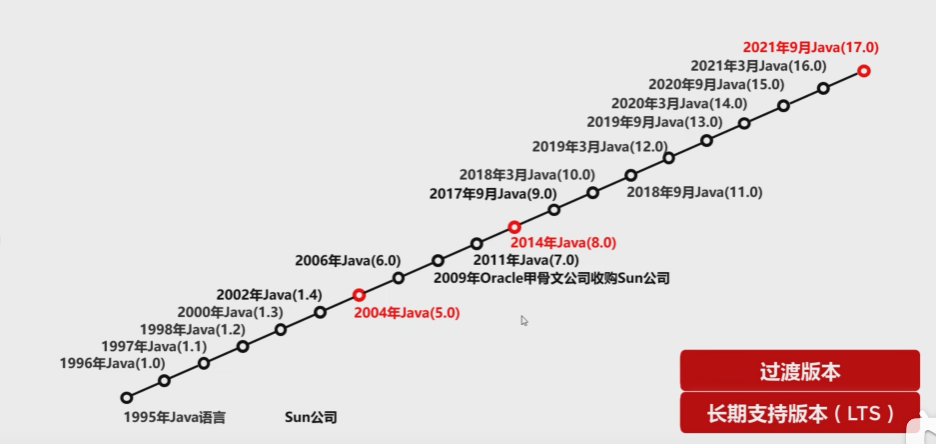 2021年9月Java(17.0)
2021年3月Java(16.0)
2020年9月Java(15.0)
2020年3月Java(14.0)
2019年9月Java(13.0)
2019年3月Java(12.0)
2018年3月Java(10.0)
2018年9月Java(11.0)
2017年9月Java(9.0)
2014年Java(8.0)
2006年Java(6.0)
2011年Java(7.0)
2009年Oracle甲骨文公司收购Sun公司
2002年Java(1.4)
2000年Java(1.3)
2004年Java(5.0)
1998年Java(1.2)
1997年Java(1.1)
1996年Java(1.0)
1995年Java语言
Sun公司
过渡版本
长期支持版本（LTS）